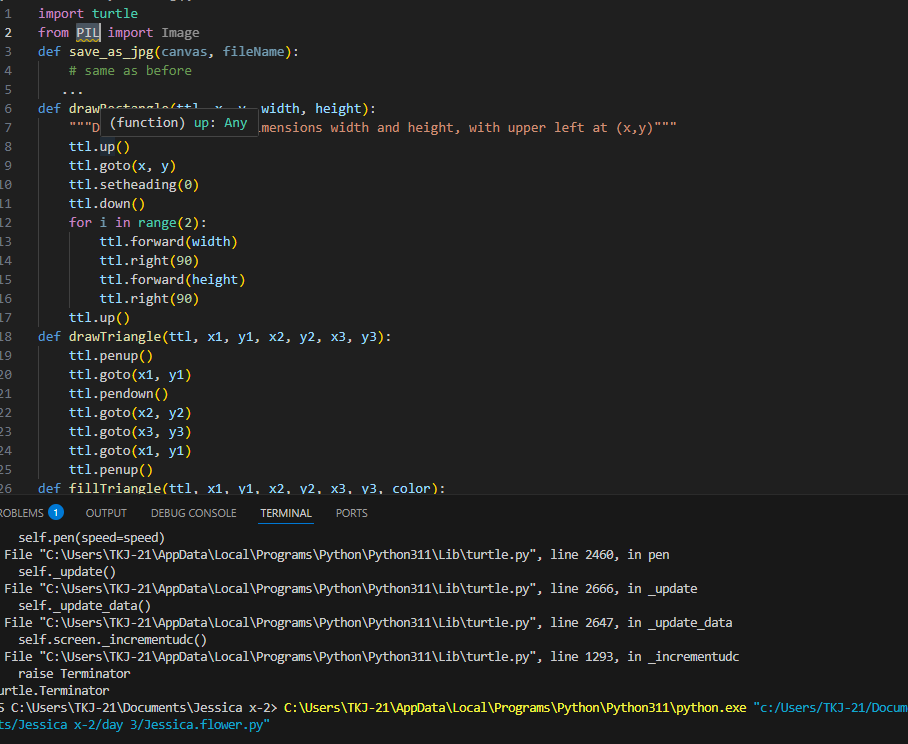 1 import turtle
2 from PIL import Image
3 def save_as_jpg(canvas, fileName):
4 # same as before
5 ...
6 def drawRectangle(ttl, x, y, width, height):
(function) up: Any
7 """D imensions width and height, with upper left at (x,y)"""
8 ttl.up()
9 ttl.goto(x, y)
10 ttl.setheading(0)
11 ttl.down()
12 for i in range(2):
13 ttl.forward(width)
14 ttl.right(90)
15 ttl.forward(height)
16 ttl.right(90)
17 ttl.up()
18 def drawTriangle(ttl, x1, y1, x2, y2, x3, y3):
19 ttl.penup()
20 ttl.goto(x1, y1)
21 ttl.pendown()
22 ttl.goto(x2, y2)
23 ttl.goto(x3, y3)
24 ttl.goto(x1, y1)
25 ttl.penup()
26 def fillTriangle(ttl, x1, y1, x2, y2, x3, y3, color):
ROBLEMS 1 OUTPUT DEBUG CONSOLE TERMINAL PORTS
self.pen(speed=speed)
File "C:\Users\TKJ-21\AppData\Local\Programs\Python\Python311\Lib\turtle.py", line 2460, in pen
self._update()
File "C:\Users\TKJ-21\AppData\Local\Programs\Python\Python311\Lib\turtle.py", line 2666, in _update
self._update_data()
File "C:\Users\TKJ-21\AppData\Local\Programs\Python\Python311\Lib\turtle.py", line 2647, in _update_data
self.screen._incrementudc()
File "C:\Users\TKJ-21\AppData\Local\Programs\Python\Python311\Lib\turtle.py", line 1293, in _incrementudc
raise Terminator
urtle.Terminator
S C:\Users\TKJ-21\Documents\Jessica x-2> C:\Users\TKJ-21\AppData\Local\Programs\Python\Python311\python.exe "c:/Users/TKJ-21/Docum
ts/Jessica x-2/day 3/Jessica.flower.py"